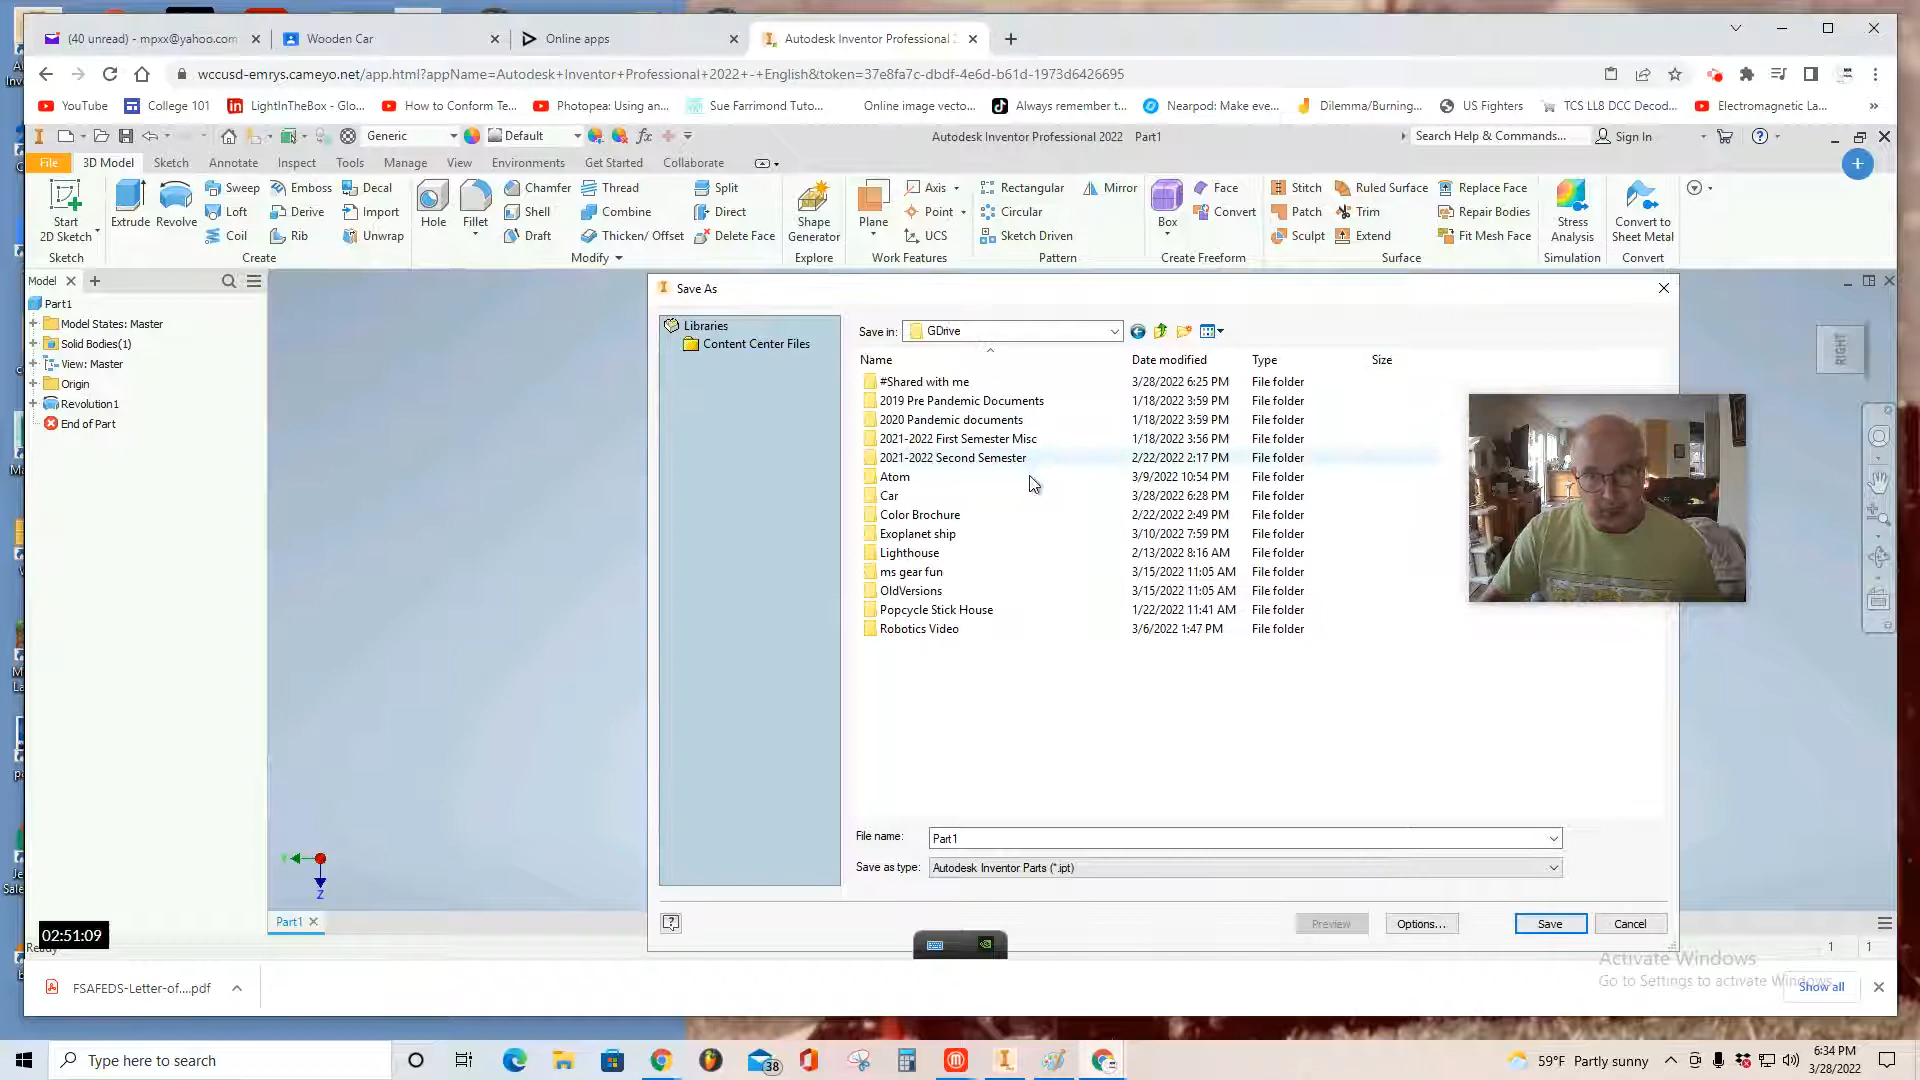 (40 unread) - mpxx@yahoo.com
Wooden Car
Online apps
Autodesk Inventor Professional 2
wccusd-emrys.cameyo.net/app.html?appName=Autodesk+Inventor+Professional+2022+-+English&token=37e8fa7c-dbdf-4e6d-b61d-1973d6426695
YouTube College 101 LightInTheBox - Glo... How to Conform Te... Photopea: Using an... Sue Farrimond Tuto... Online image vecto... Always remember t... Nearpod: Make eve... Dilemma/Burning... US Fighters TCS LL8 DCC Decod... Electromagnetic La...
Generic Default fx Autodesk Inventor Professional 2022 Part1 Search Help & Commands... Sign In
File 3D Model Sketch Annotate Inspect Tools Manage View Environments Get Started Collaborate
Start 2D Sketch
Sketch
Extrude Revolve
Sweep Emboss Decal
Loft Derive Import
Coil Rib Unwrap
Create
Hole Fillet
Chamfer Thread Split
Shell Combine Direct
Draft Thicken/ Offset Delete Face
Modify
Shape Generator
Explore
Plane
Axis
Point
UCS
Work Features
Rectangular Mirror
Circular
Sketch Driven
Pattern
Box
Face
Convert
Create Freeform
Stitch Ruled Surface Replace Face
Patch Trim Repair Bodies
Sculpt Extend Fit Mesh Face
Surface
Stress Analysis
Simulation
Convert to Sheet Metal
Convert
Model
Part1
Model States: Master
Solid Bodies(1)
View: Master
Origin
Revolution1
End of Part
Save As
Libraries
Content Center Files
Save in: GDrive
Name Date modified Type Size
#Shared with me 3/28/2022 6:25 PM File folder
2019 Pre Pandemic Documents 1/18/2022 3:59 PM File folder
2020 Pandemic documents 1/18/2022 3:59 PM File folder
2021-2022 First Semester Misc 1/18/2022 3:56 PM File folder
2021-2022 Second Semester 2/22/2022 2:17 PM File folder
Atom 3/9/2022 10:54 PM File folder
Car 3/28/2022 6:28 PM File folder
Color Brochure 2/22/2022 2:49 PM File folder
Exoplanet ship 3/10/2022 7:59 PM File folder
Lighthouse 2/13/2022 8:16 AM File folder
ms gear fun 3/15/2022 11:05 AM File folder
OldVersions 3/15/2022 11:05 AM File folder
Popcycle Stick House 1/22/2022 11:41 AM File folder
Robotics Video 3/6/2022 1:47 PM File folder
File name: Part1
Save as type: Autodesk Inventor Parts (*.ipt)
Preview Options... Save Cancel
RIGHT
Z
Part1
02:51:09
Ready
1 1
Activate Windows
Go to Settings to activate Windows.
FSAFEDS-Letter-of....pdf
Show all
Type here to search
38
59°F Partly sunny
6:34 PM
3/28/2022